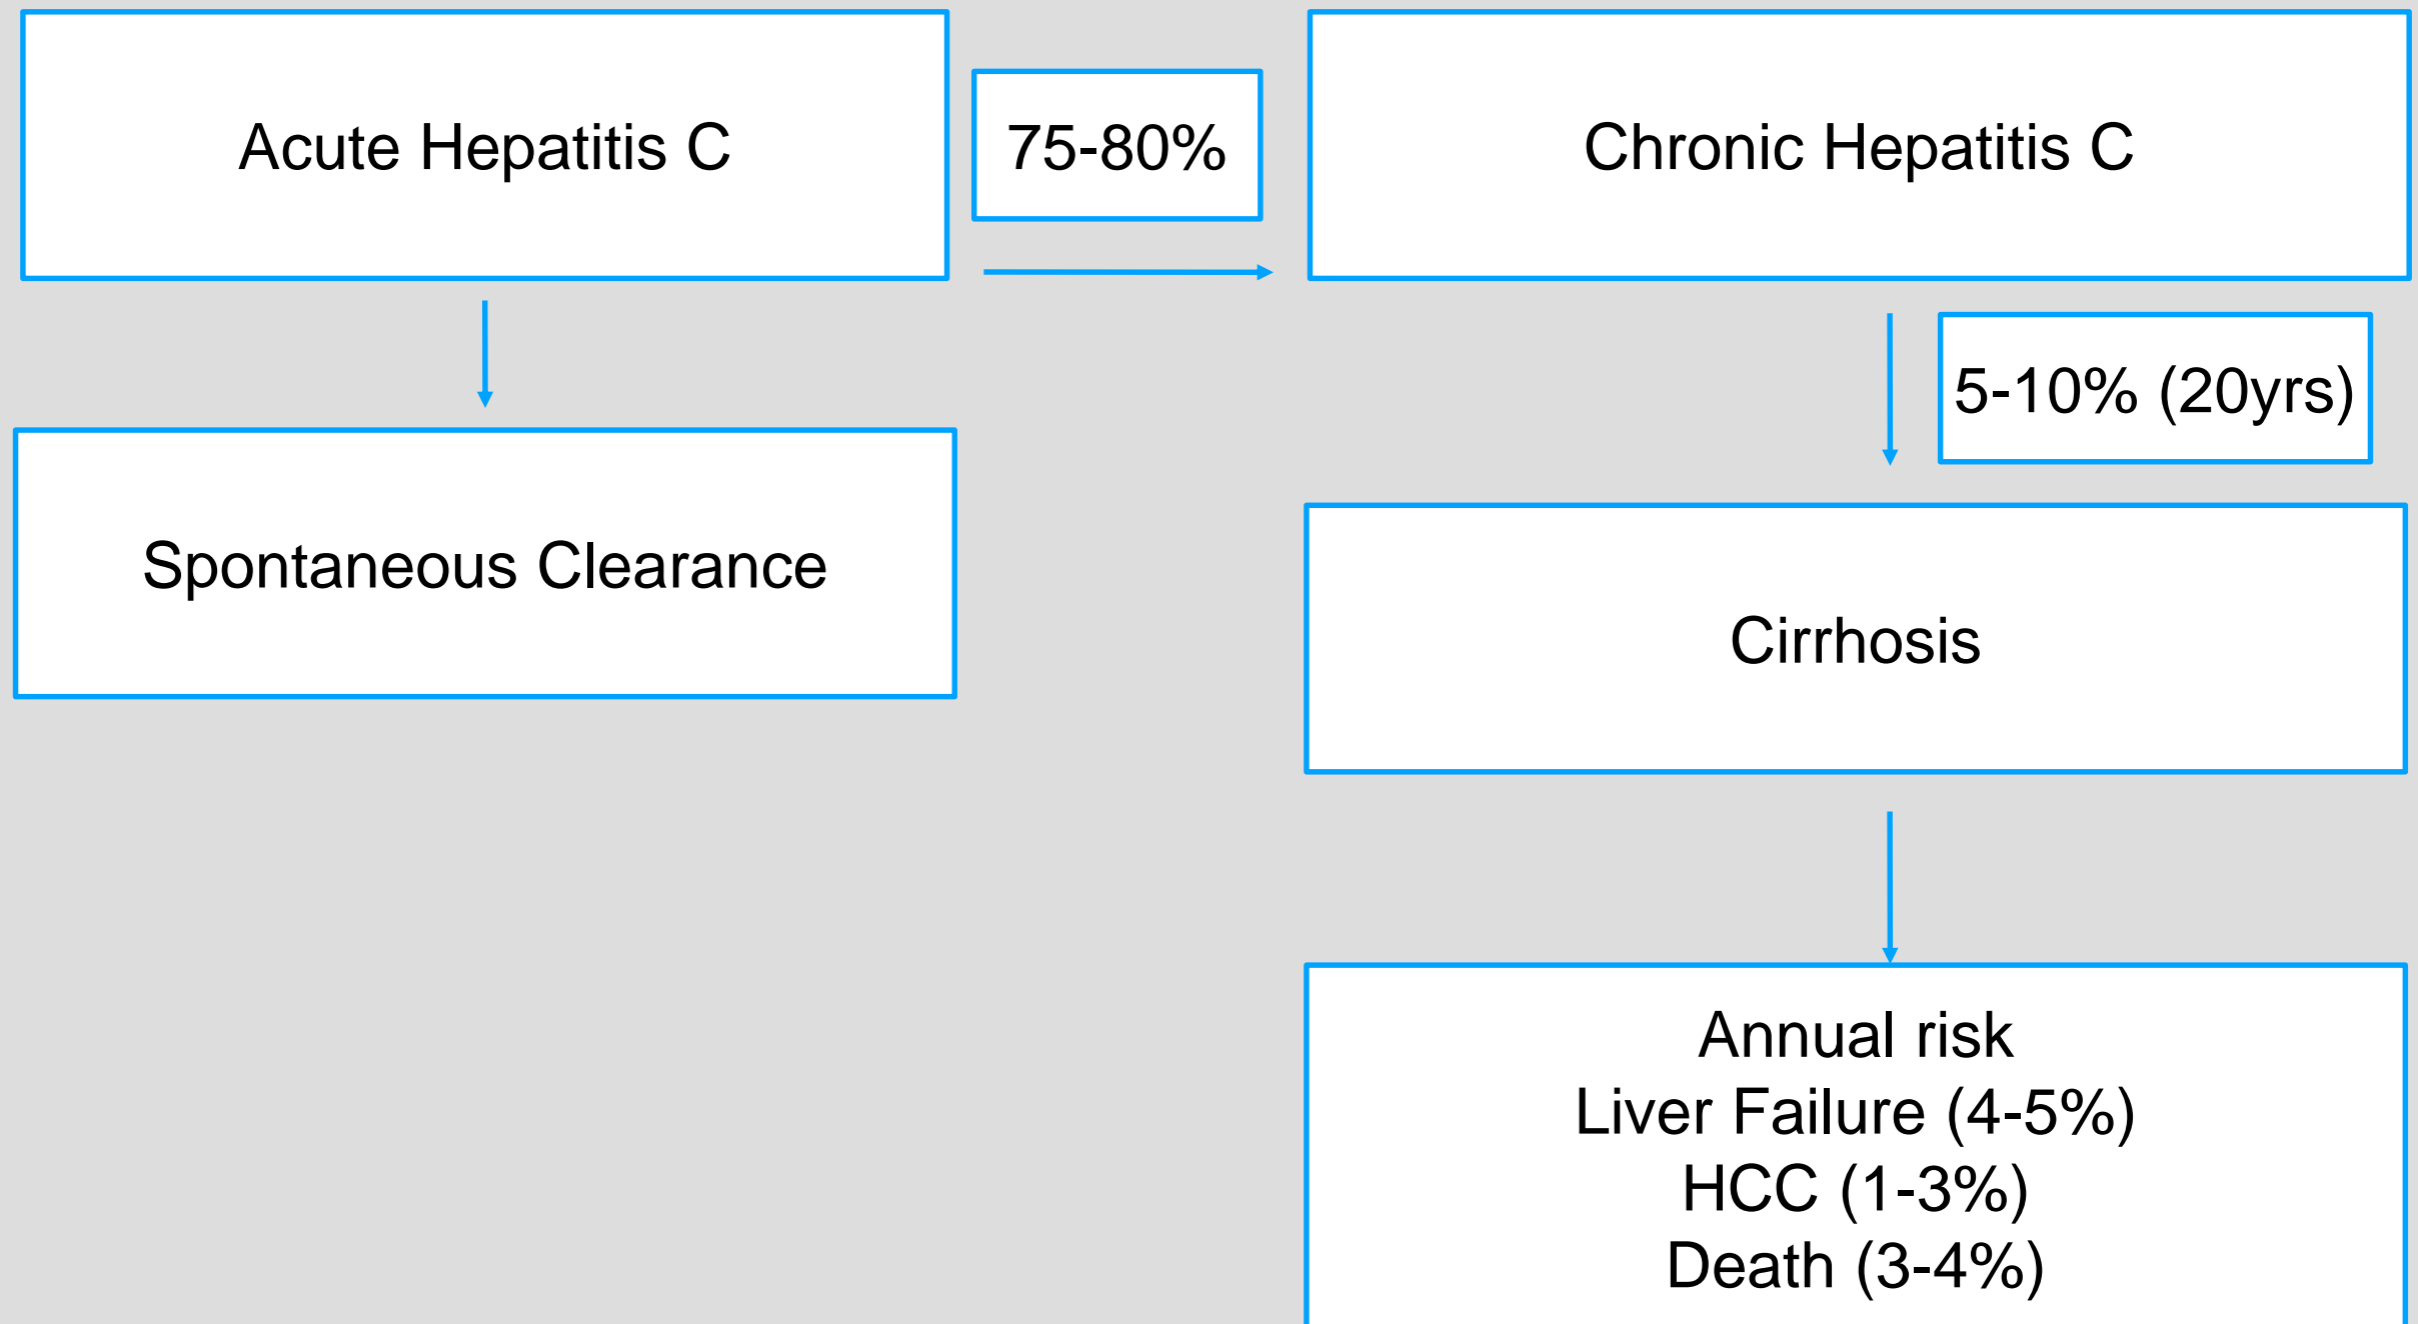 Acute Hepatitis C
75-80%
Chronic Hepatitis C
5-10% (20yrs)
Spontaneous Clearance
Cirrhosis
Annual risk
Liver Failure (4-5%)
HCC (1-3%)
Death (3-4%)